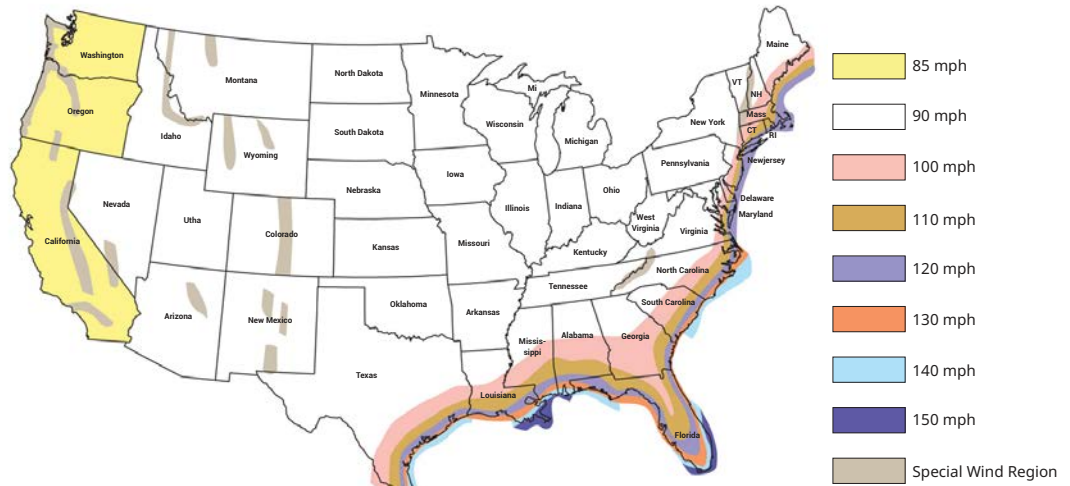 Washington
Oregon
California
Nevada
Idaho
Montana
Wyoming
Utha
Colorado
Arizona
New Mexico
North Dakota
South Dakota
Nebraska
Kansas
Oklahoma
Texas
Minnesota
Iowa
Missouri
Arkansas
Louisiana
Wisconsin
Mi
Michigan
Illinois
Indiana
Ohio
Kentucky
Tennessee
Missis-
sippi
Alabama
Georgia
Florida
South Carolina
North Carolina
Virginia
West
Virginia
Pennsylvania
New York
VT
NH
Maine
Mass
CT
RI
Newjersey
Delaware
Maryland
85 mph
90 mph
100 mph
110 mph
120 mph
130 mph
140 mph
150 mph
Special Wind Region